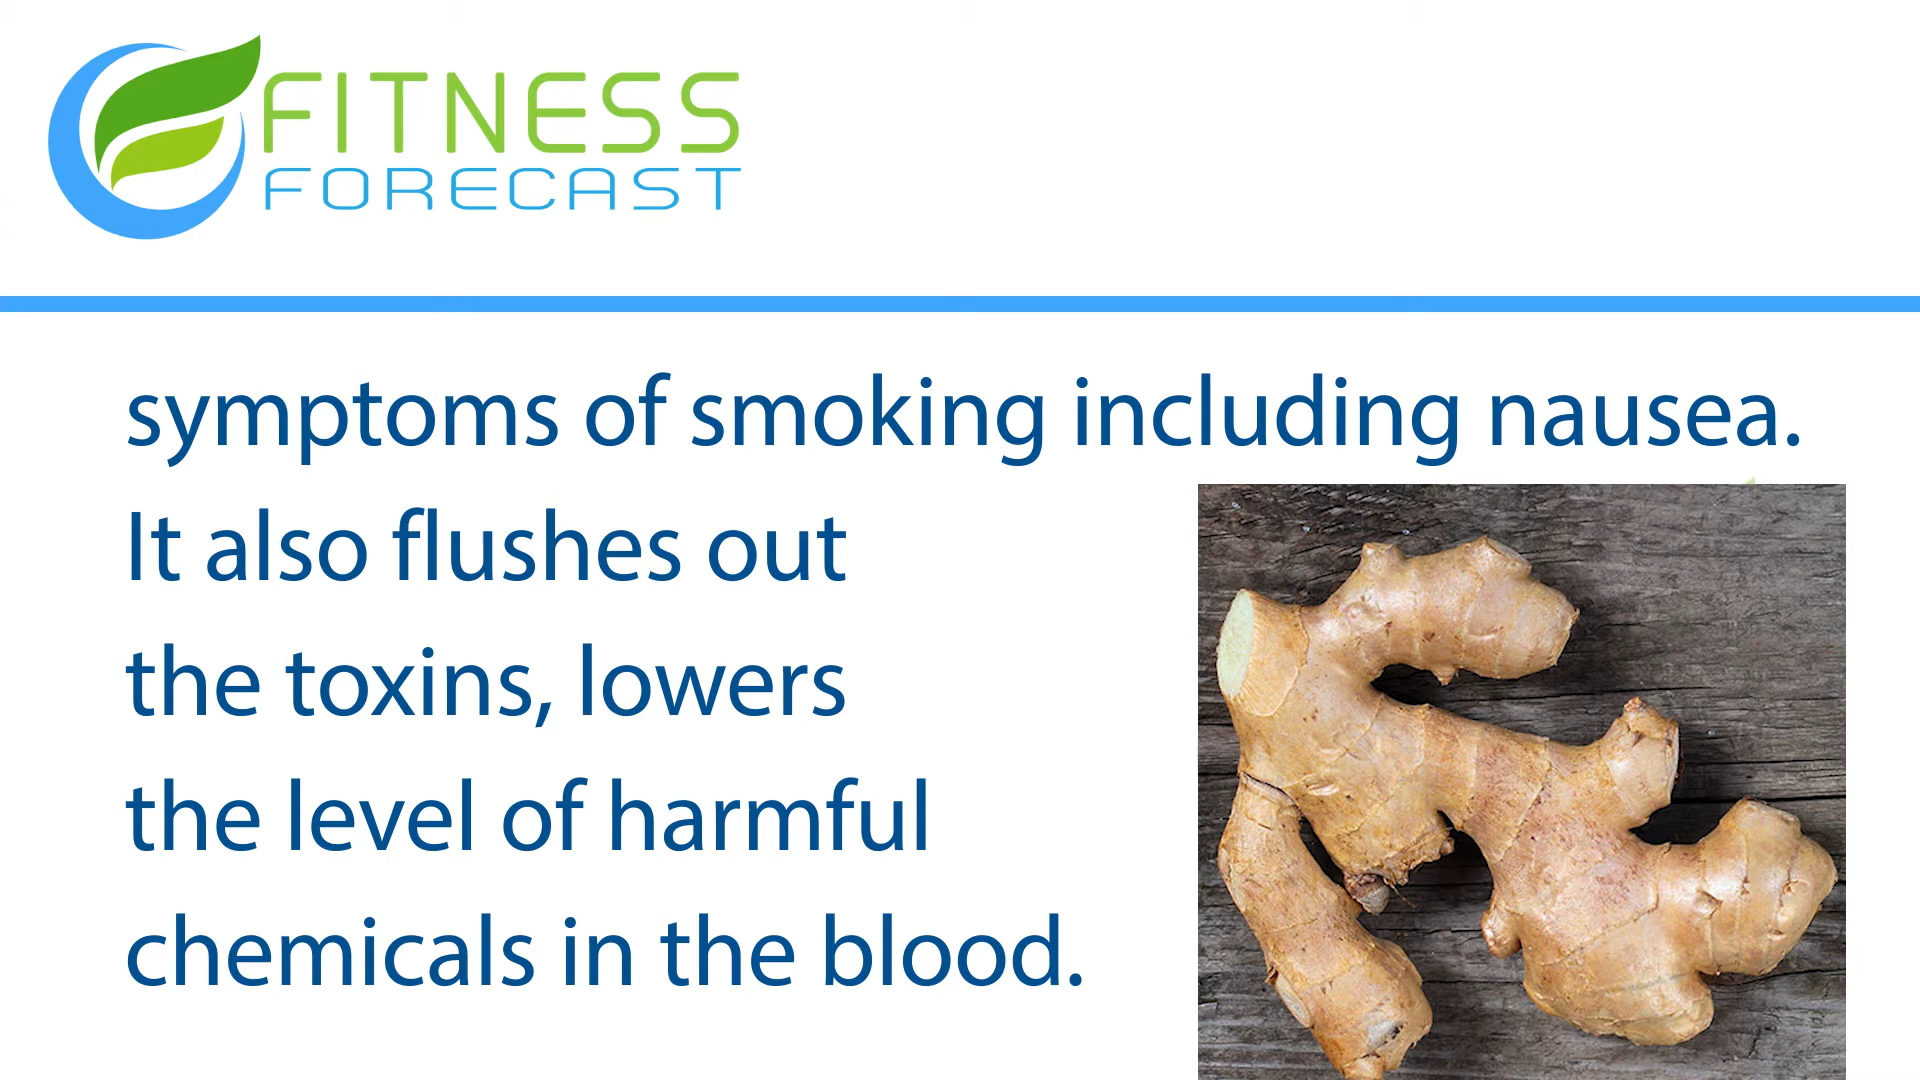 FITNESS
FORECAST
symptoms of smoking including nausea.
It also flushes out
the toxins, lowers
the level of harmful
chemicals in the blood.